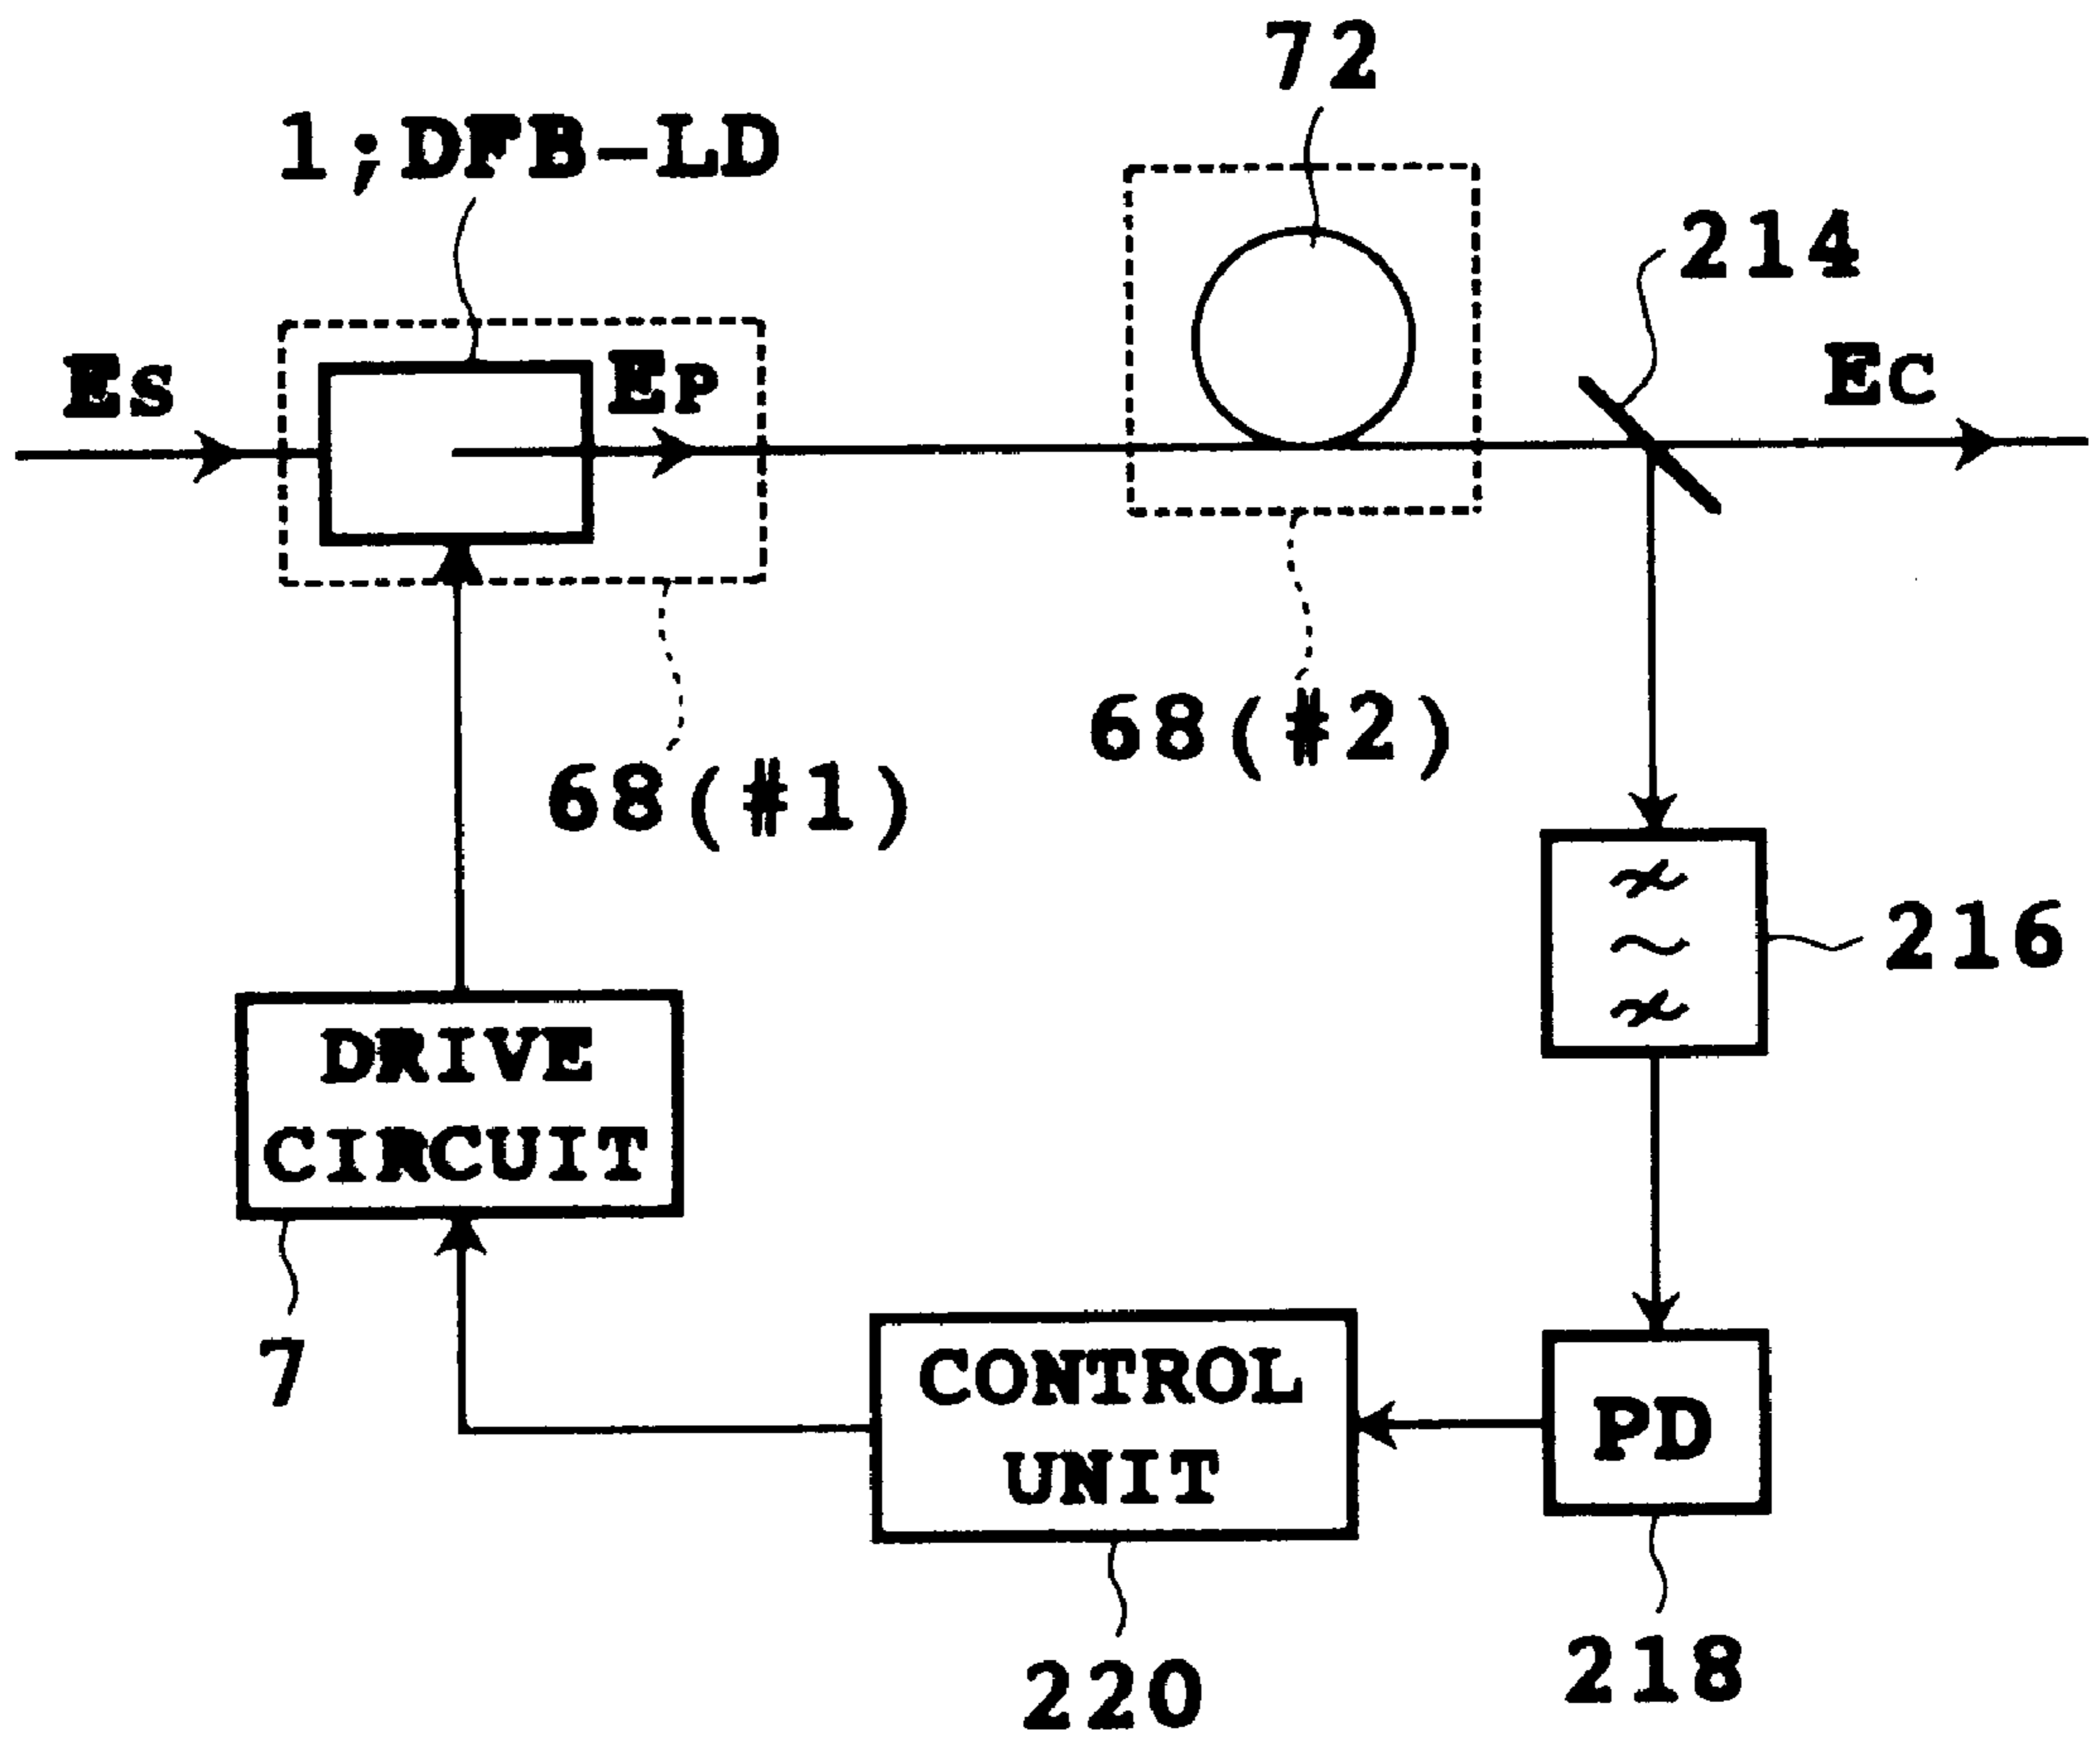 72
1;DFB-LD
214
Es
Ep
Ec
68(#2)
68(#1)
216
DRIVE
CIRCUIT
7
CONTROL
UNIT
PD
218
220